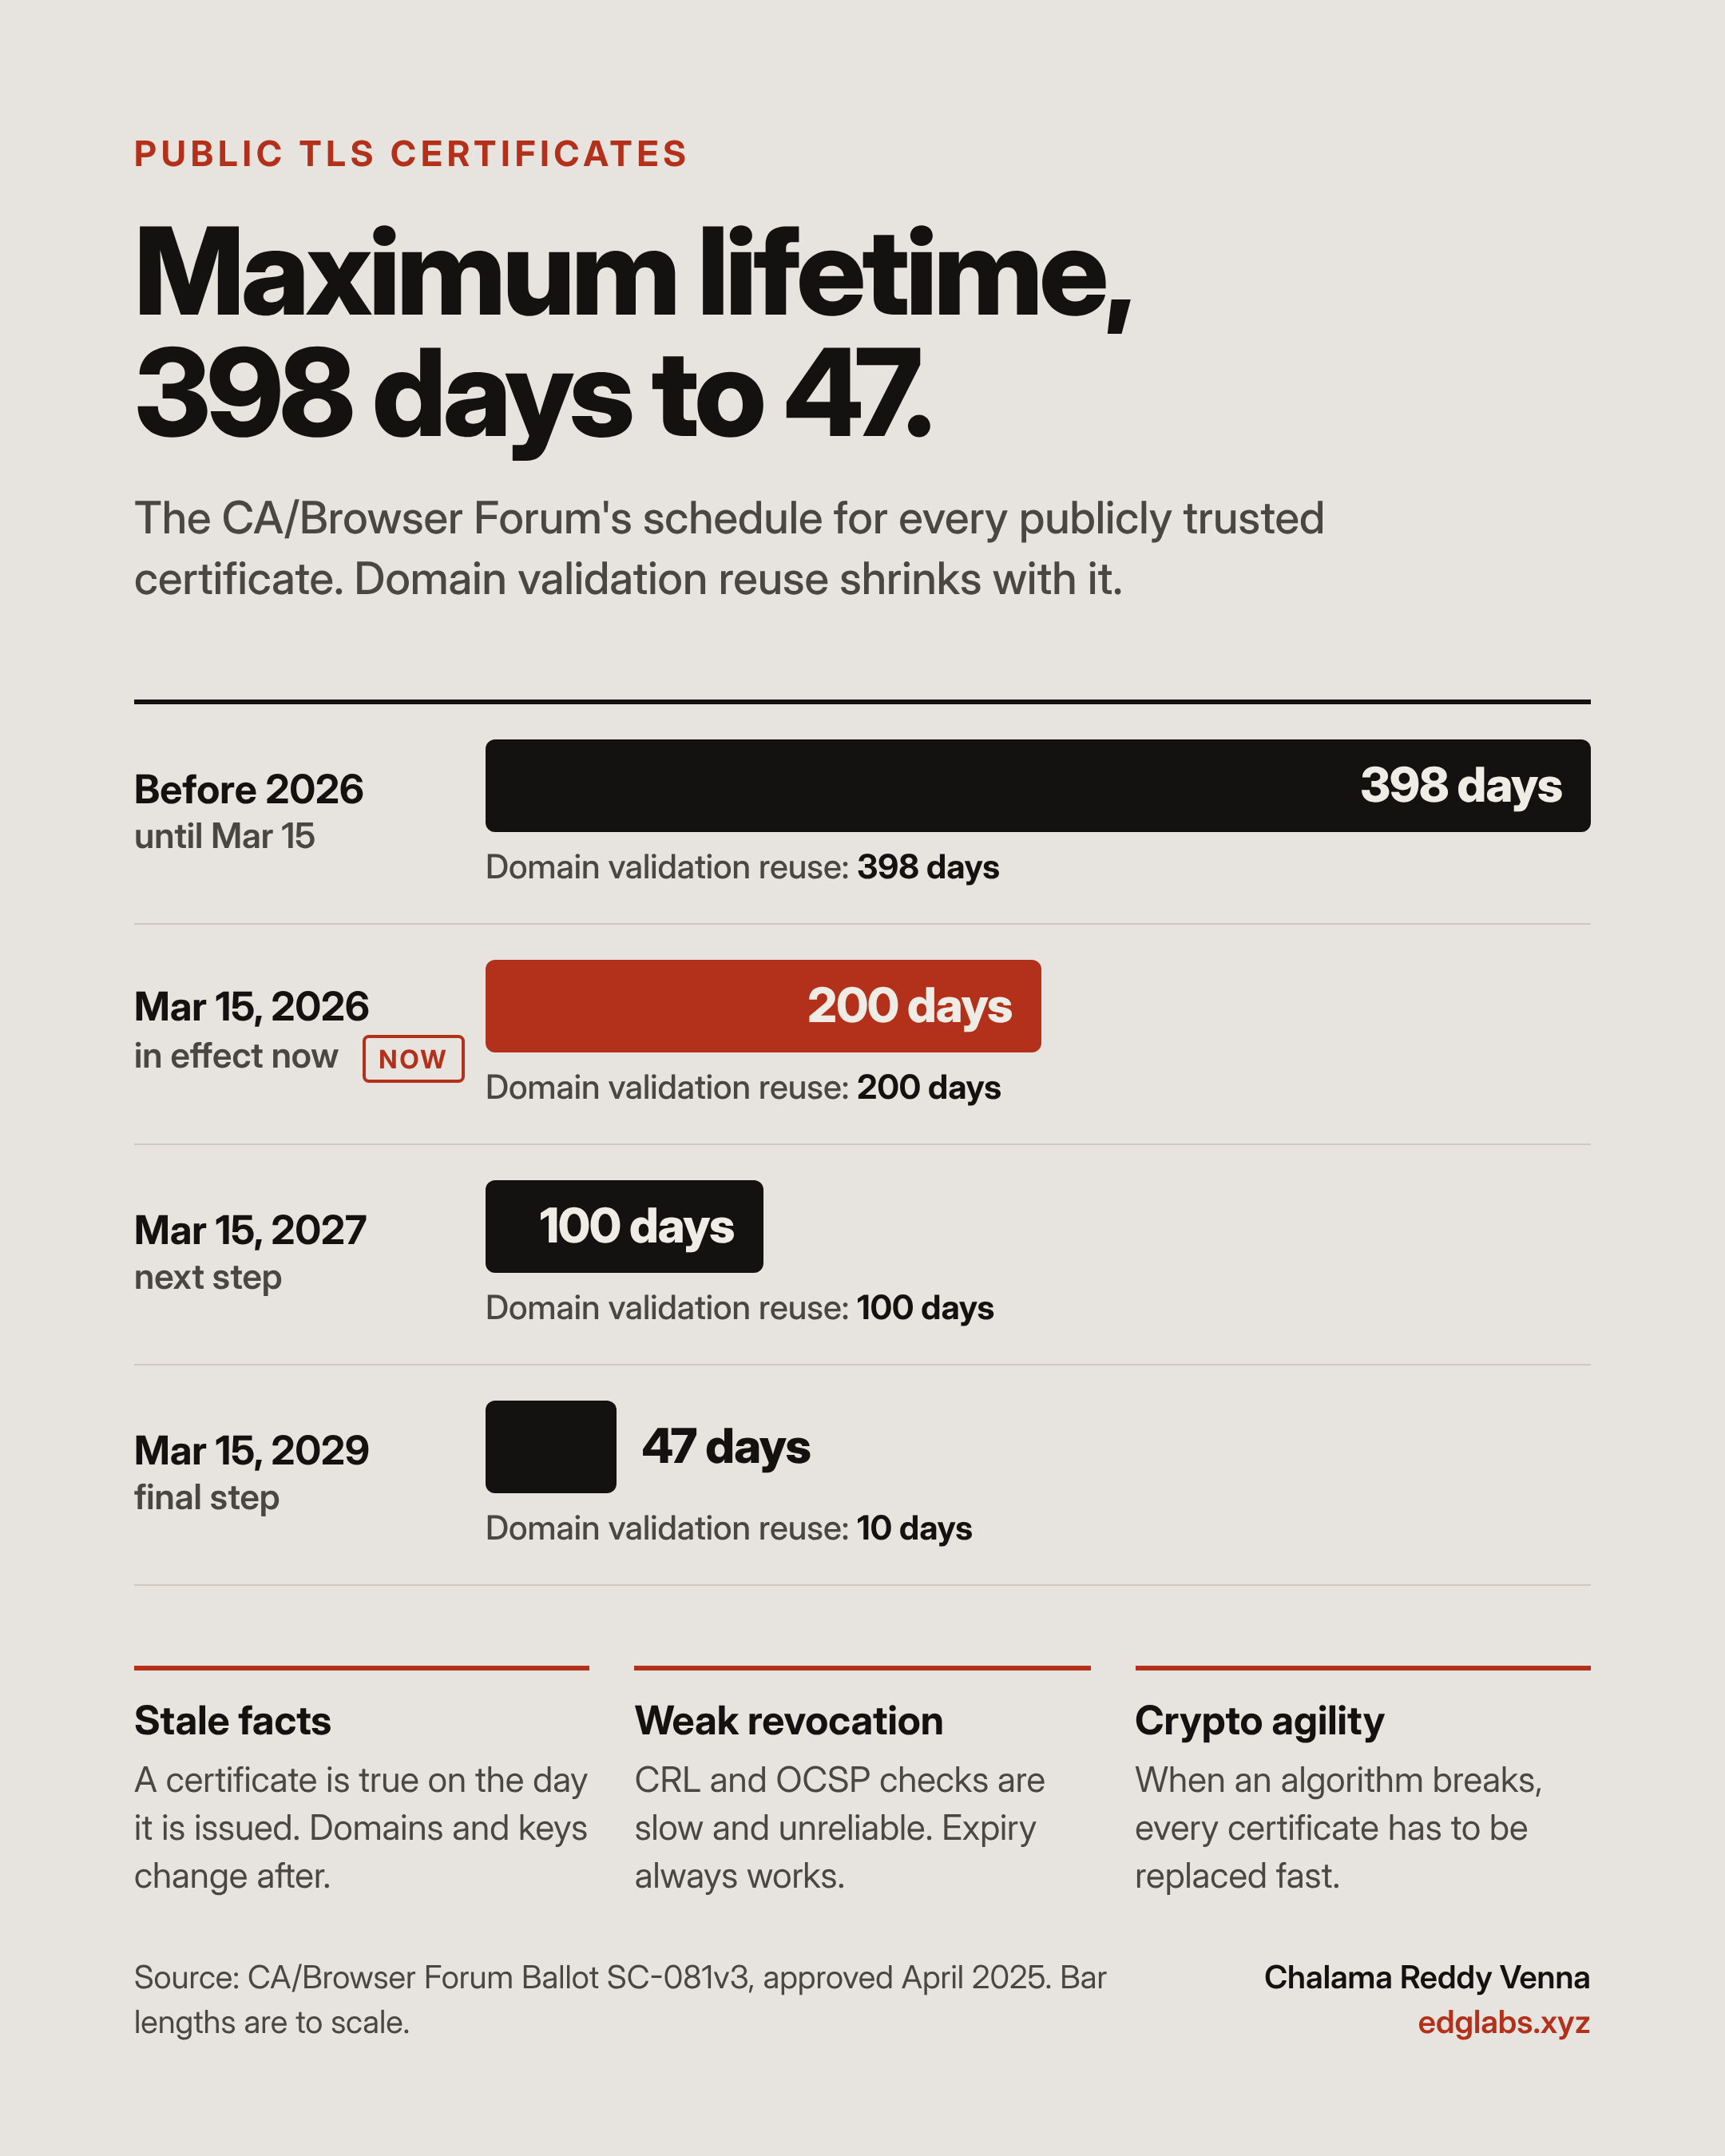 PUBLIC TLS CERTIFICATES
Maximum lifetime,
398 days to 47.
The CA/Browser Forum's schedule for every publicly trusted
certificate. Domain validation reuse shrinks with it.
Before 2026
until Mar 15
398 days
Domain validation reuse: 398 days
Mar 15, 2026
in effect now NOW
200 days
Domain validation reuse: 200 days
Mar 15, 2027
next step
100 days
Domain validation reuse: 100 days
Mar 15, 2029
final step
47 days
Domain validation reuse: 10 days
Stale facts
A certificate is true on the day
it is issued. Domains and keys
change after.
Weak revocation
CRL and OCSP checks are
slow and unreliable. Expiry
always works.
Crypto agility
When an algorithm breaks,
every certificate has to be
replaced fast.
Source: CA/Browser Forum Ballot SC-081v3, approved April 2025. Bar
lengths are to scale.
Chalama Reddy Venna
edglabs.xyz